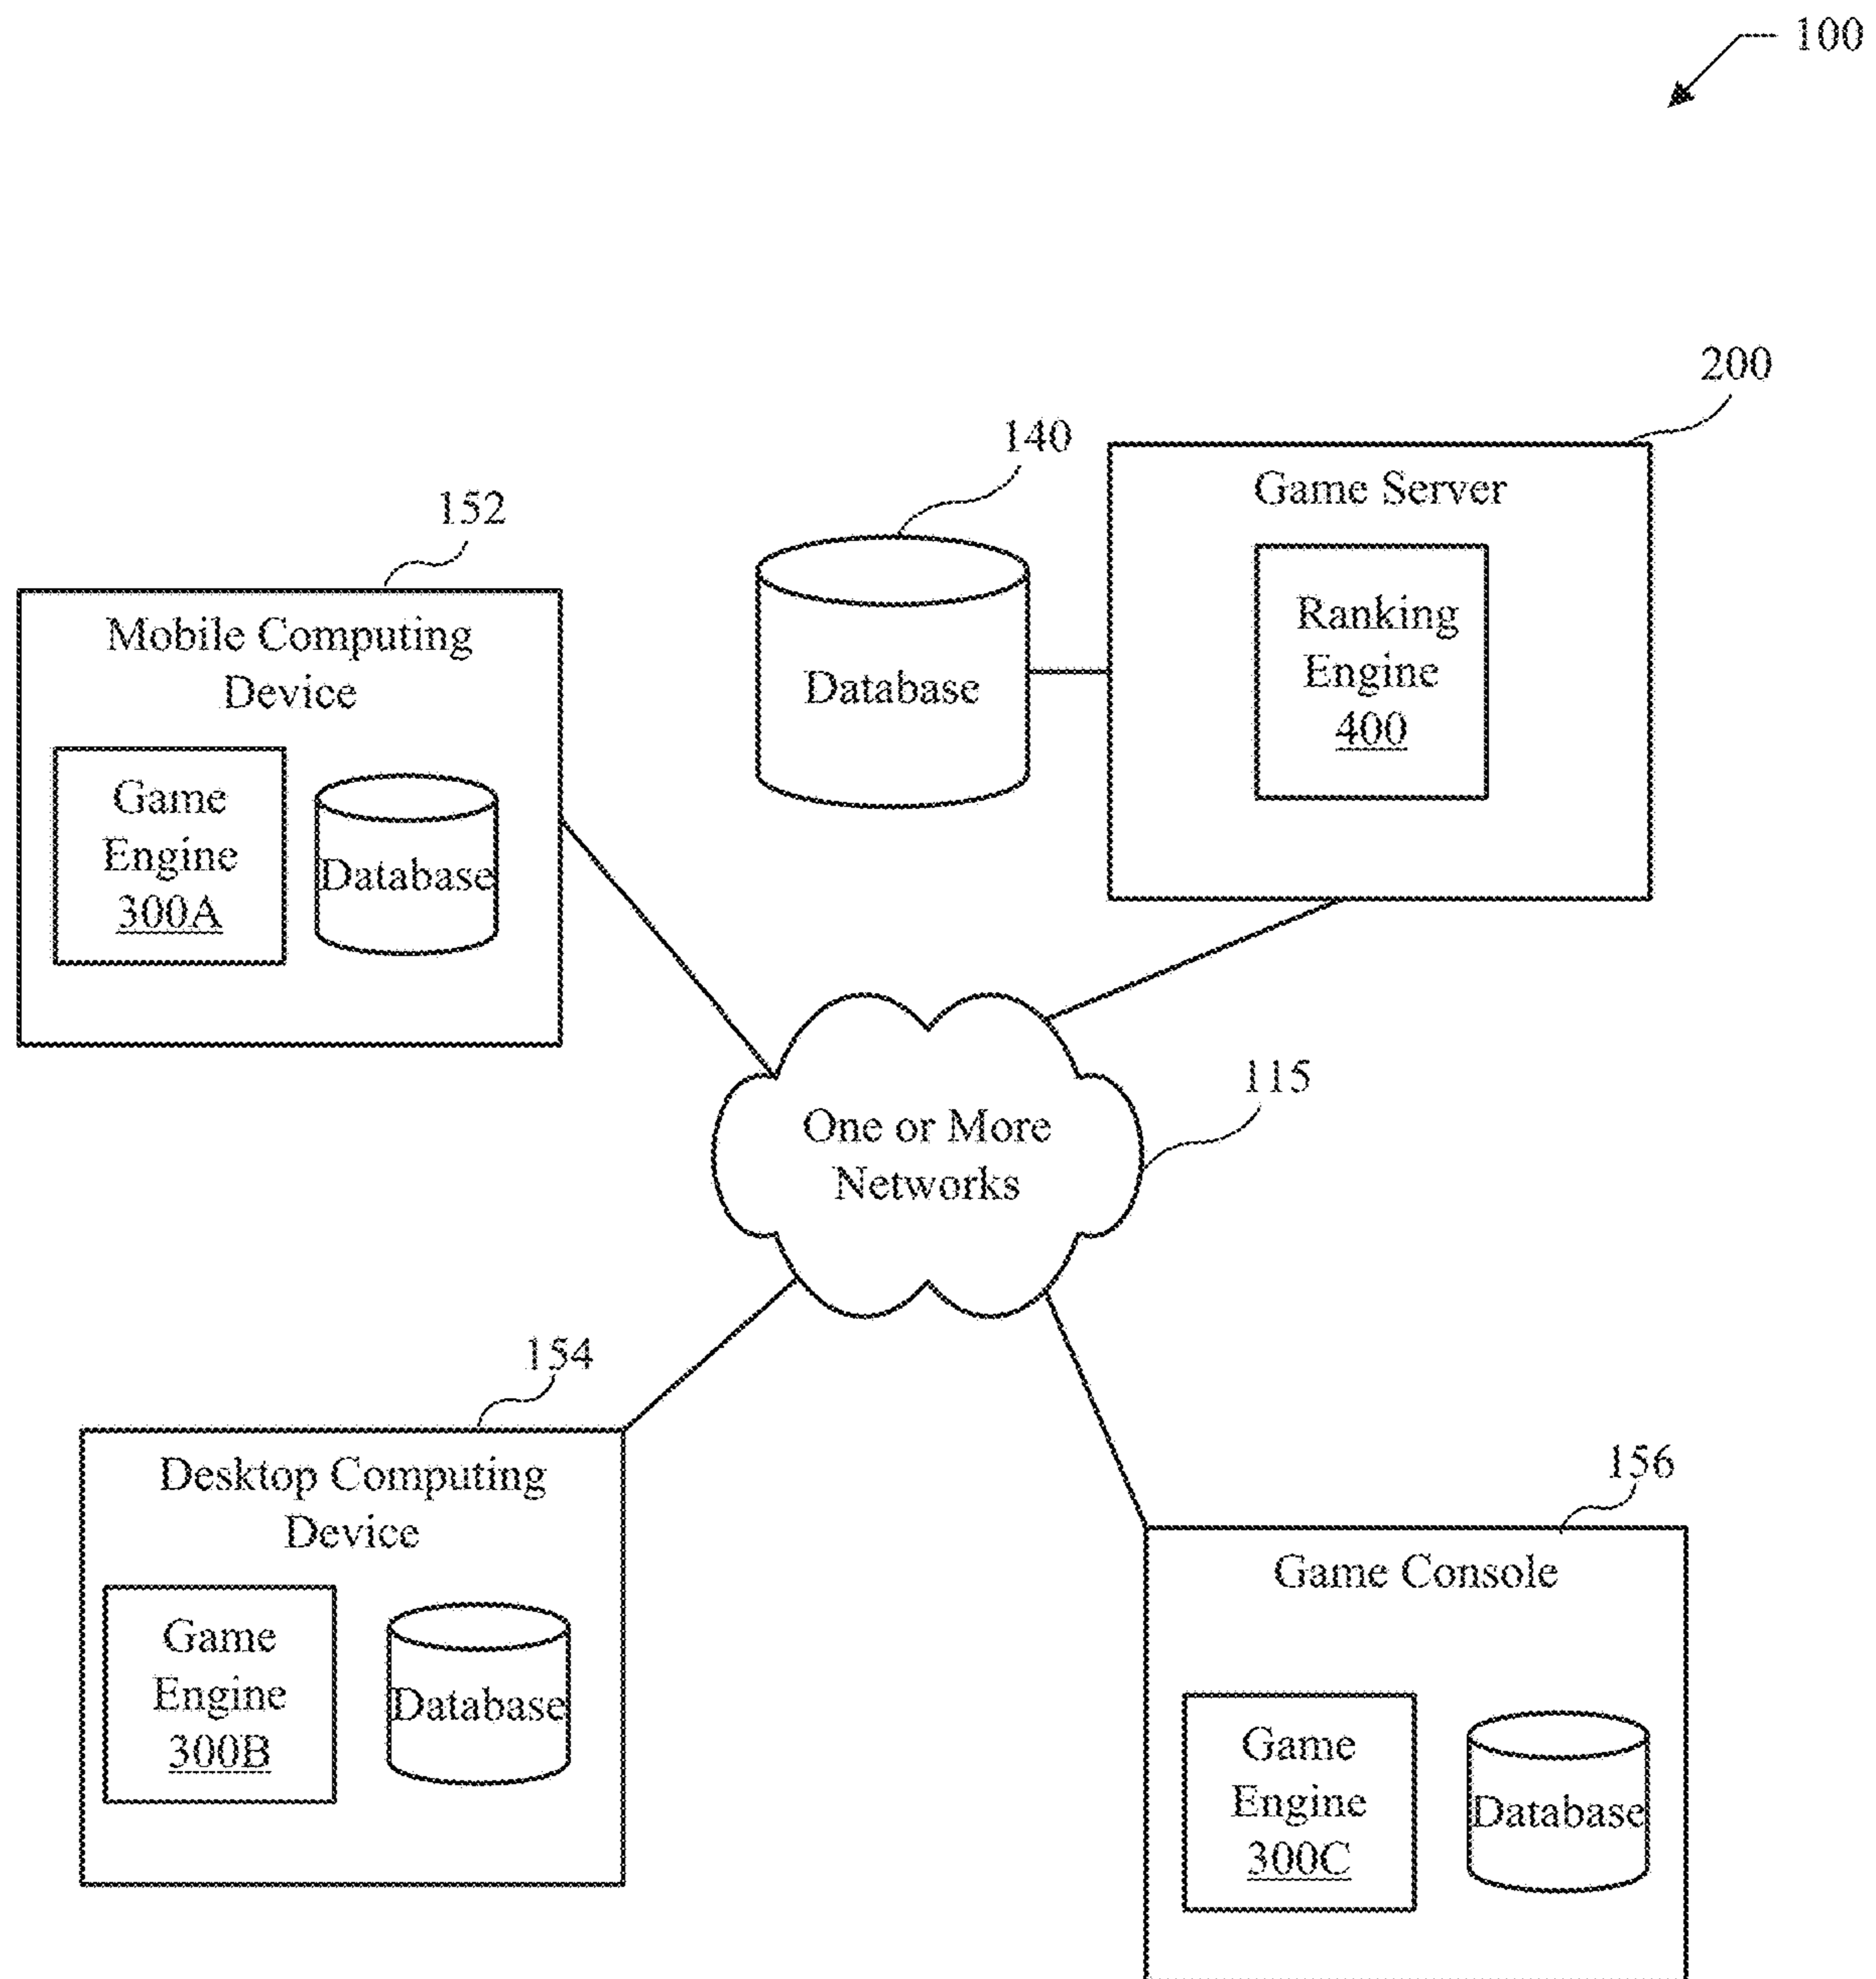 100
200
140
Game Server
152
Ranking
Engine
400
Mobile Computing
Device
Database
Game
Engine
300A
Database
115
One or More
Networks
154
Desktop Computing
Device
156
Game Console
Game
Engine
300B
Database
Game
Engine
300C
Database